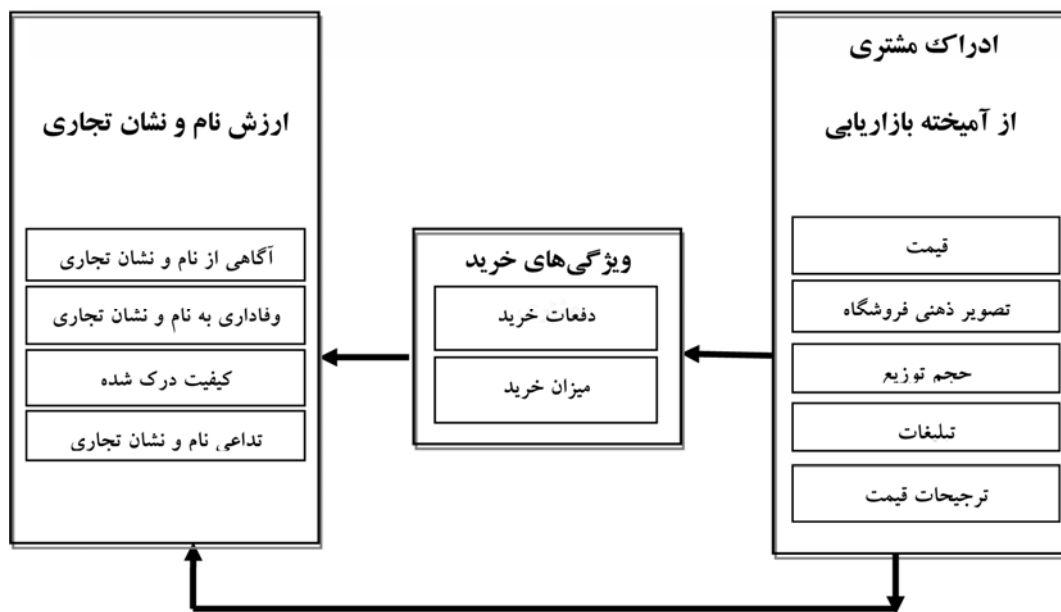 ادراک مشتری
از آمیخته بازاریابی
قیمت
تصویر ذهنی فروشگاه
حجم توزیع
تبلیغات
ترجیحات قیمت
ویژگی‌های خرید
دفعات خرید
میزان خرید
ارزش نام و نشان تجاری
آگاهی از نام و نشان تجاری
وفاداری به نام و نشان تجاری
کیفیت درک شده
تداعی نام و نشان تجاری